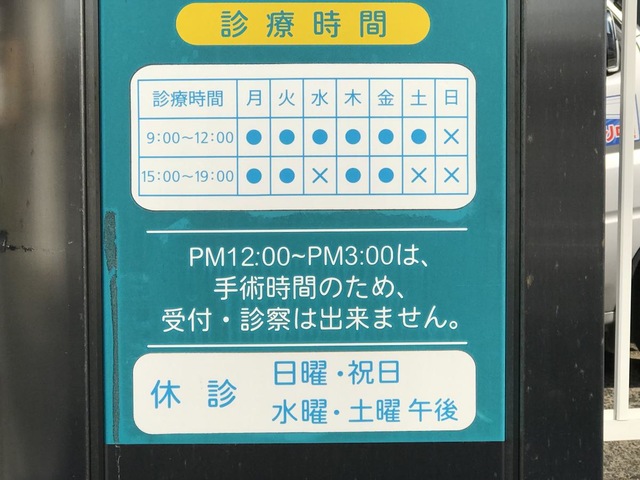 診療時間
診療時間 月 火 水 木 金 土 日
9:00～12:00 ● ● ● ● ● ● ×
15:00～19:00 ● ● × ● ● × ×
PM12:00~PM3:00は、
手術時間のため、
受付・診察は出来ません。
休診 日曜・祝日
水曜・土曜午後